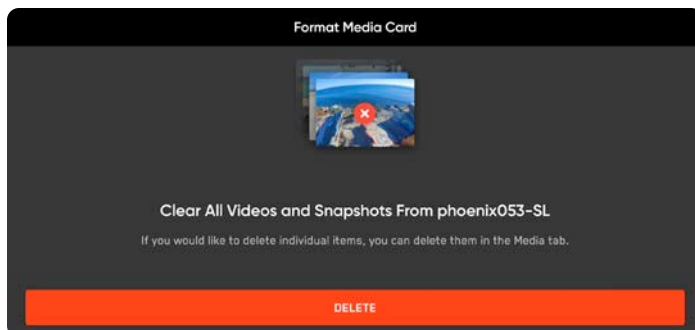 Format Media Card
Clear All Videos and Snapshots From phoenix053-SL
If you would like to delete individual items, you can delete them in the Media tab.
DELETE